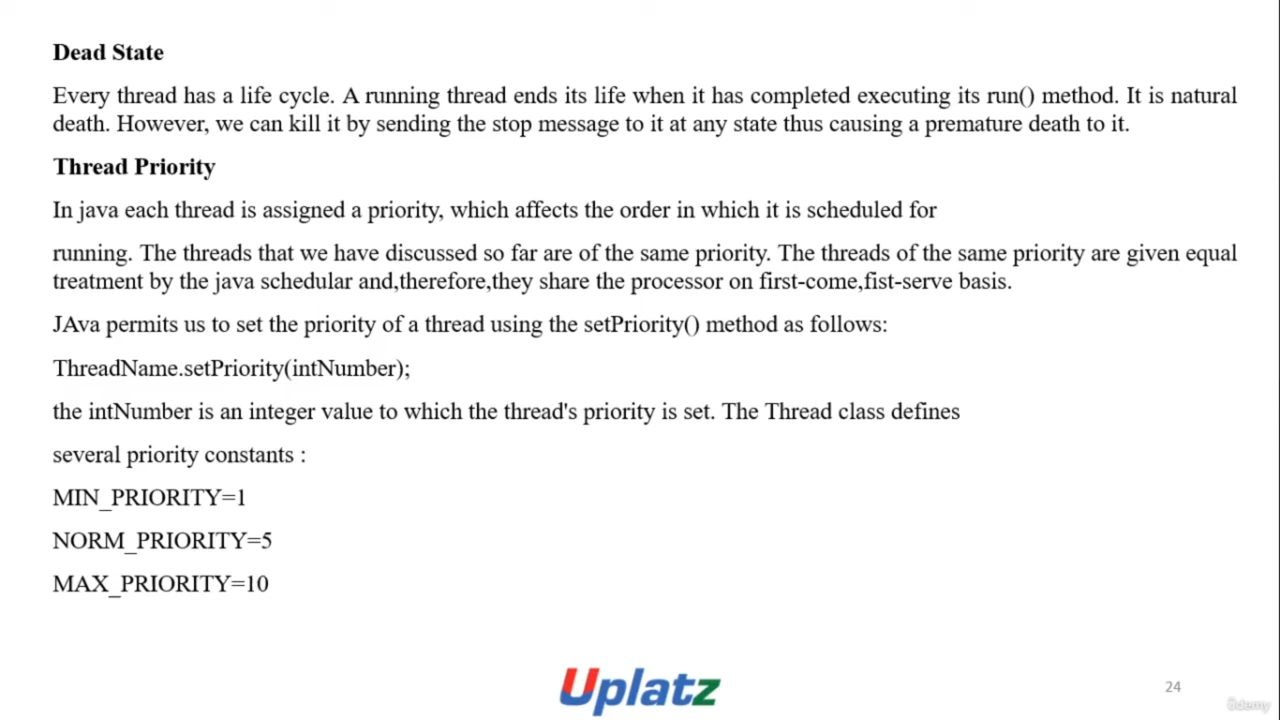 Dead State
Every thread has a life cycle. A running thread ends its life when it has completed executing its run() method. It is natural
death. However, we can kill it by sending the stop message to it at any state thus causing a premature death to it.
Thread Priority
In java each thread is assigned a priority, which affects the order in which it is scheduled for
running. The threads that we have discussed so far are of the same priority. The threads of the same priority are given equal
treatment by the java schedular and,therefore,they share the processor on first-come,fist-serve basis.
JAva permits us to set the priority of a thread using the setPriority() method as follows:
ThreadName.setPriority(intNumber);
the intNumber is an integer value to which the thread's priority is set. The Thread class defines
several priority constants :
MIN_PRIORITY=1
NORM_PRIORITY=5
MAX_PRIORITY=10
Uplatz
24
ûdemy